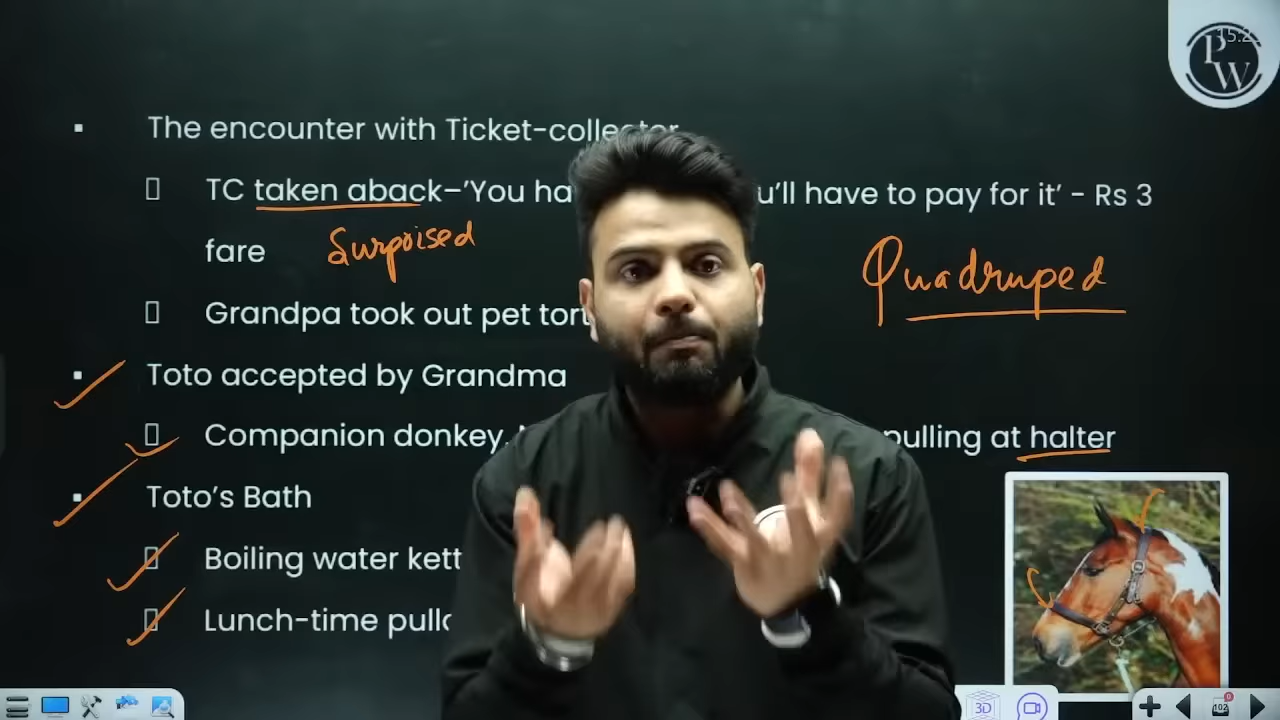 PW
▪ The encounter with Ticket-collector
TC taken aback–’You ha u’ll have to pay for it’ - Rs 3
fare Surprised
Quadruped
Grandpa took out pet tort
▪ Toto accepted by Grandma
Companion donkey, pulling at halter
▪ Toto’s Bath
Boiling water kett
Lunch-time pull
3D
102